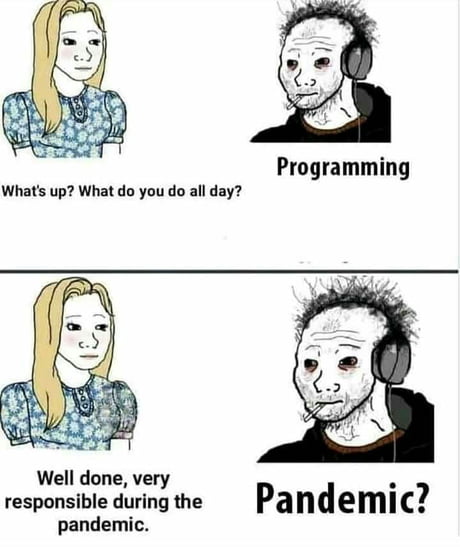 What's up? What do you do all day?
Programming
Well done, very
responsible during the
pandemic.
Pandemic?